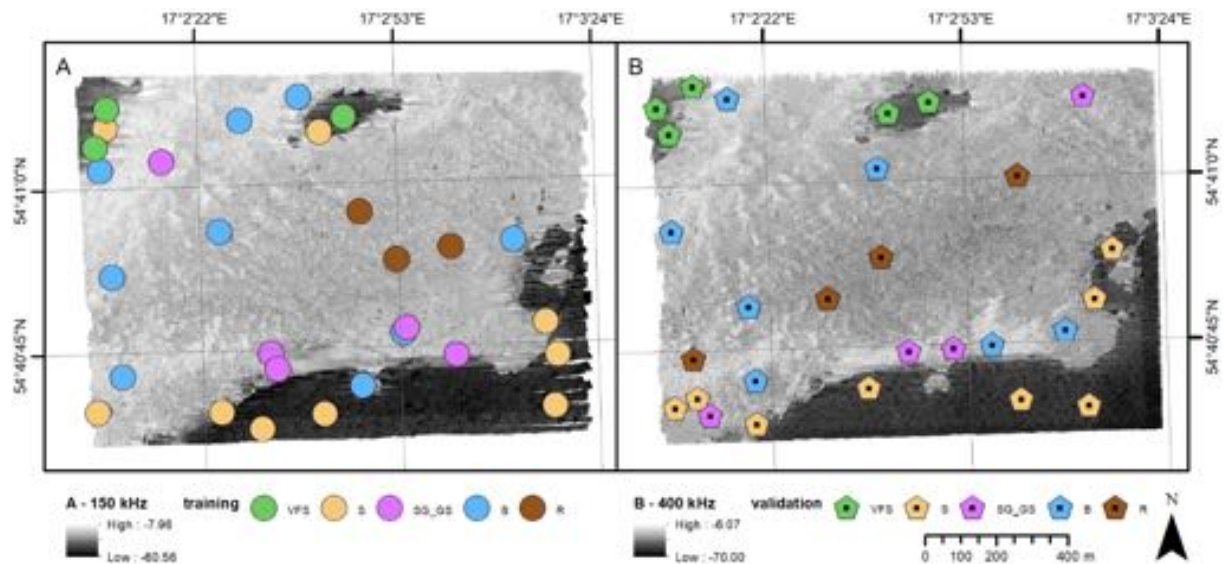 17°2'22"E 17°2'53"E 17°3'24"E 17°2'22"E 17°2'53"E 17°3'24"E
A B
54°41'0"N 54°41'0"N
54°40'45"N 54°40'45"N
A - 150 kHz training VFS S SG_GS B R
High : -7.96
Low : -60.56
B - 400 kHz validation VFS S SG_GS B R N
High : -6.07
Low : -70.00
0 100 200 400 m